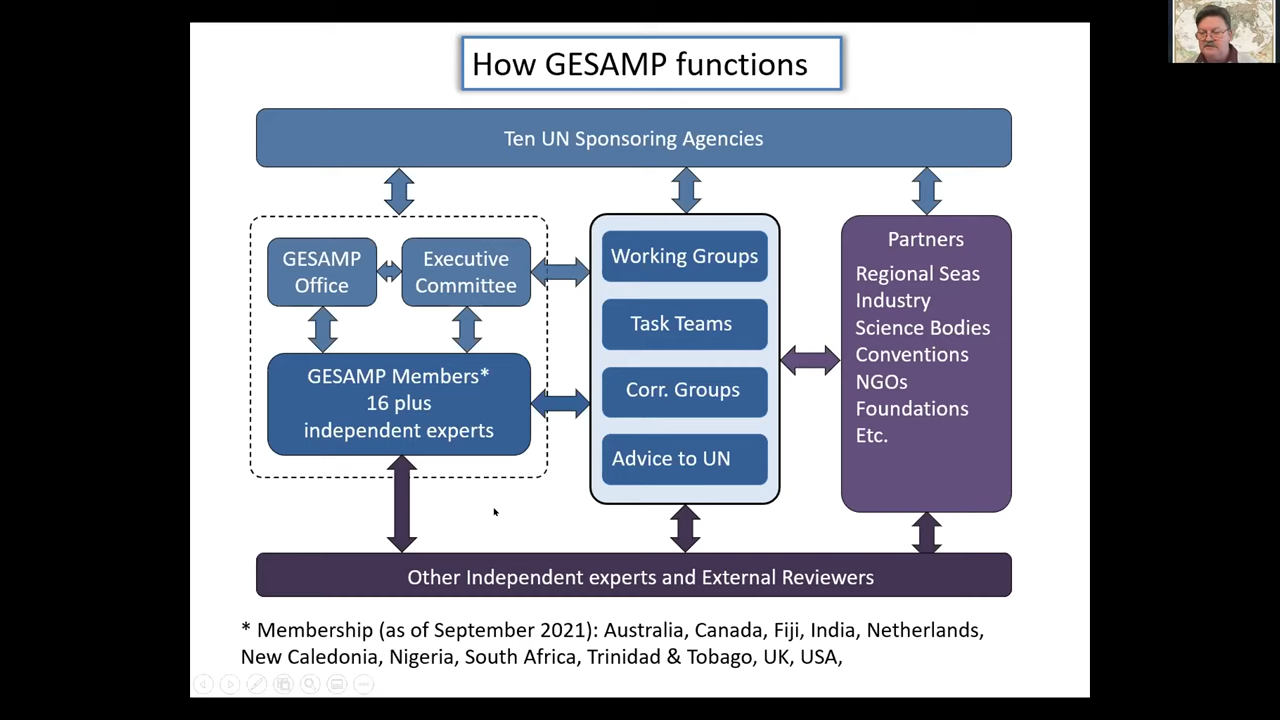 How GESAMP functions
Ten UN Sponsoring Agencies
GESAMP
Office
Executive
Committee
GESAMP Members*
16 plus
independent experts
Working Groups
Task Teams
Corr. Groups
Advice to UN
Partners
Regional Seas
Industry
Science Bodies
Conventions
NGOs
Foundations
Etc.
Other Independent experts and External Reviewers
* Membership (as of September 2021): Australia, Canada, Fiji, India, Netherlands,
New Caledonia, Nigeria, South Africa, Trinidad & Tobago, UK, USA,